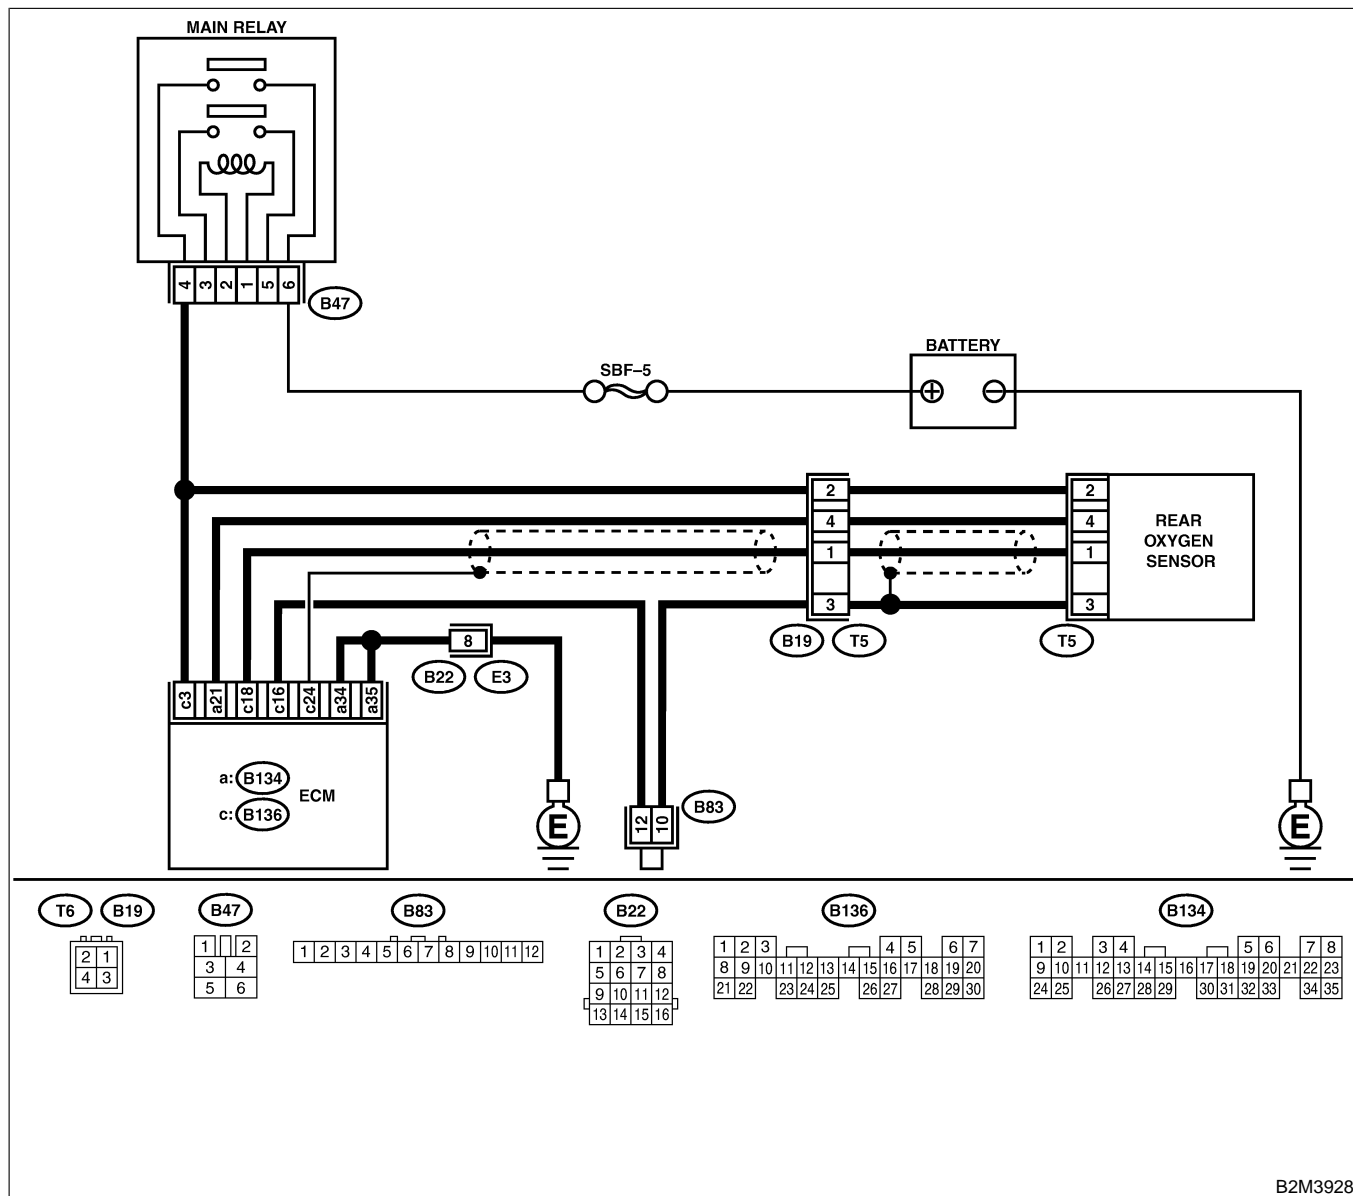 MAIN RELAY
4 3 2 1 5 6
B47
BATTERY
SBF–5
2 2
4 4
1 1
3 3
REAR
OXYGEN
SENSOR
B19 T5 T5
8
B22 E3
c3 a21 c18 c16 c24 a34 a35
a: B134
c: B136
ECM
E
12 10
B83
E
T6 B19 B47 B83 B22 B136 B134
2 1
4 3
1 2
3 4
5 6
1 2 3 4 5 6 7 8 9 10 11 12
1 2 3 4
5 6 7 8
9 10 11 12
13 14 15 16
1 2 3 4 5 6 7
8 9 10 11 12 13 14 15 16 17 18 19 20
21 22 23 24 25 26 27 28 29 30
1 2 3 4 5 6 7 8
9 10 11 12 13 14 15 16 17 18 19 20 21 22 23
24 25 26 27 28 29 30 31 32 33 34 35
B2M3928